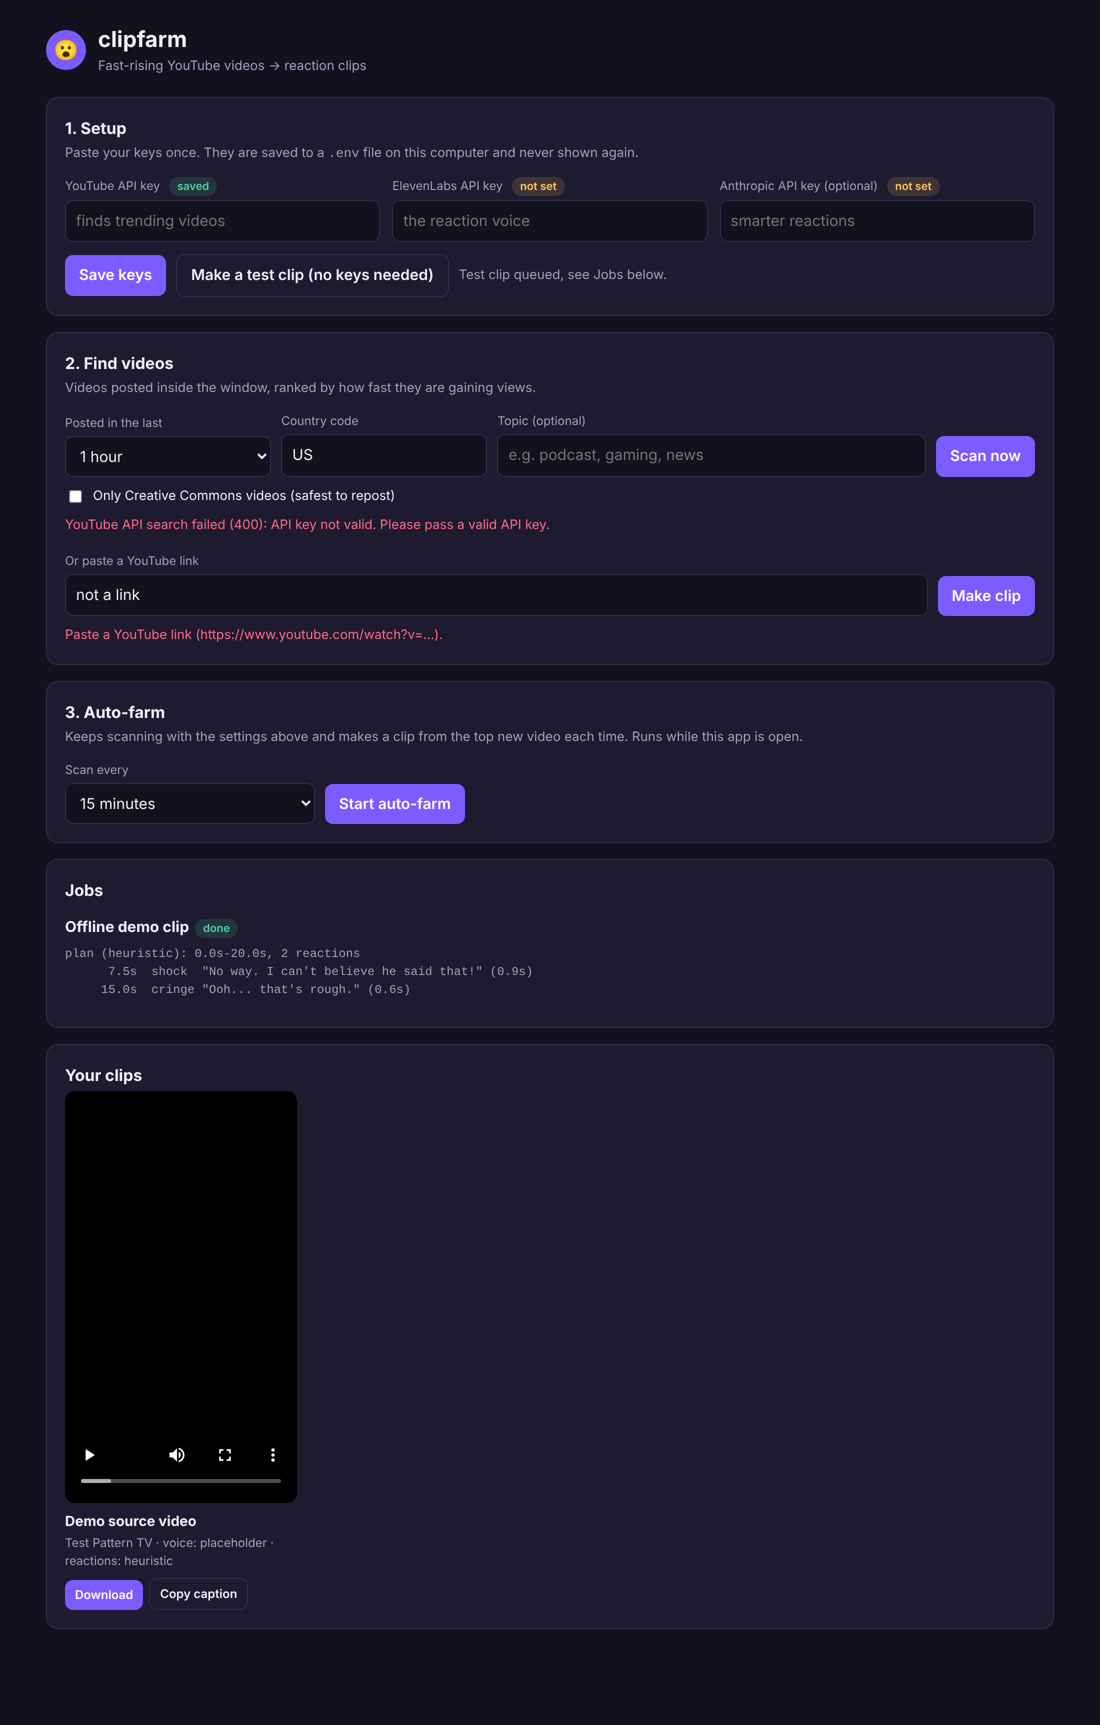 clipfarm
Fast-rising YouTube videos → reaction clips
1. Setup
Paste your keys once. They are saved to a .env file on this computer and never shown again.
YouTube API key saved
ElevenLabs API key not set
Anthropic API key (optional) not set
finds trending videos
the reaction voice
smarter reactions
Save keys
Make a test clip (no keys needed)
Test clip queued, see Jobs below.
2. Find videos
Videos posted inside the window, ranked by how fast they are gaining views.
Posted in the last
Country code
Topic (optional)
1 hour
US
e.g. podcast, gaming, news
Scan now
Only Creative Commons videos (safest to repost)
YouTube API search failed (400): API key not valid. Please pass a valid API key.
Or paste a YouTube link
not a link
Make clip
Paste a YouTube link (https://www.youtube.com/watch?v=...).
3. Auto-farm
Keeps scanning with the settings above and makes a clip from the top new video each time. Runs while this app is open.
Scan every
15 minutes
Start auto-farm
Jobs
Offline demo clip done
plan (heuristic): 0.0s-20.0s, 2 reactions
7.5s shock "No way. I can't believe he said that!" (0.9s)
15.0s cringe "Ooh... that's rough." (0.6s)
Your clips
Demo source video
Test Pattern TV · voice: placeholder ·
reactions: heuristic
Download
Copy caption